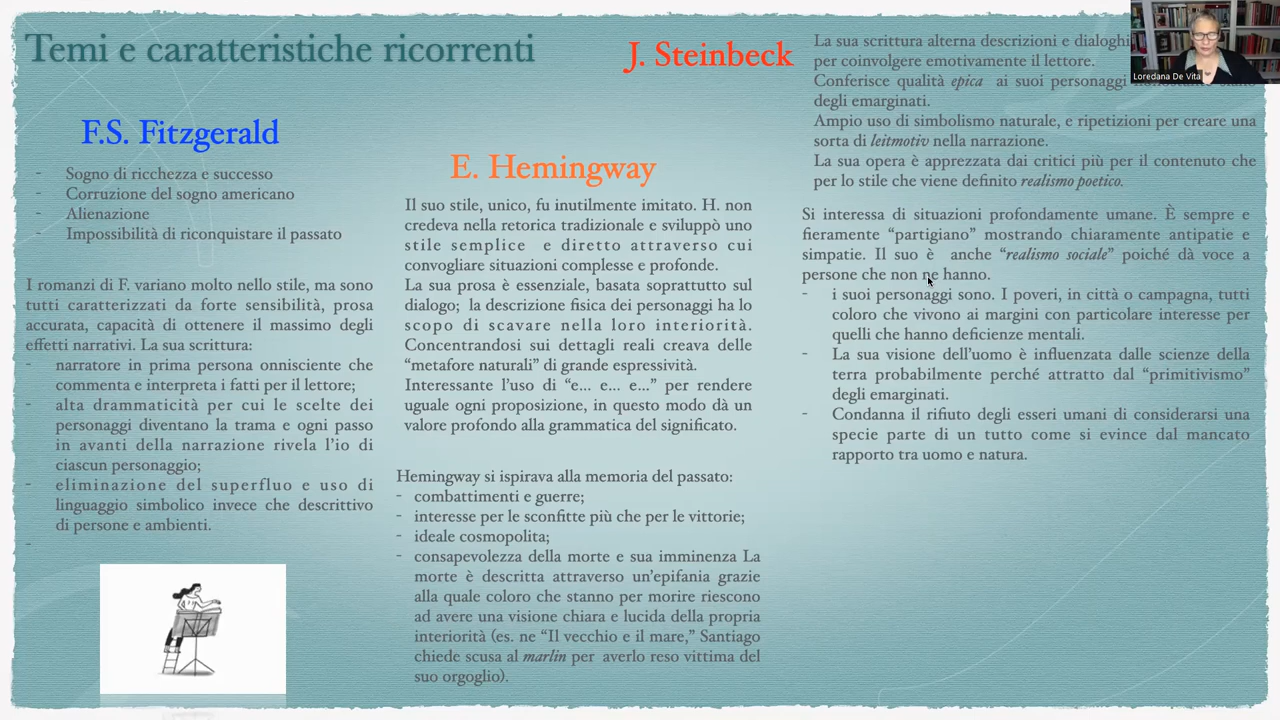 Temi e caratteristiche ricorrenti
F.S. Fitzgerald
- Sogno di ricchezza e successo
- Corruzione del sogno americano
- Alienazione
- Impossibilità di riconquistare il passato
I romanzi di F. variano molto nello stile, ma sono
tutti caratterizzati da forte sensibilità, prosa
accurata, capacità di ottenere il massimo degli
effetti narrativi. La sua scrittura:
- narratore in prima persona onnisciente che
commenta e interpreta i fatti per il lettore;
- alta drammaticità per cui le scelte dei
personaggi diventano la trama e ogni passo
in avanti della narrazione rivela l’io di
ciascun personaggio;
- eliminazione del superfluo e uso di
linguaggio simbolico invece che descrittivo
di persone e ambienti.
-
E. Hemingway
Il suo stile, unico, fu inutilmente imitato. H. non
credeva nella retorica tradizionale e sviluppò uno
stile semplice e diretto attraverso cui
convogliare situazioni complesse e profonde.
La sua prosa è essenziale, basata soprattutto sul
dialogo; la descrizione fisica dei personaggi ha lo
scopo di scavare nella loro interiorità.
Concentrandosi sui dettagli reali creava delle
“metafore naturali” di grande espressività.
Interessante l’uso di “e... e... e...” per rendere
uguale ogni proposizione, in questo modo dà un
valore profondo alla grammatica del significato.
Hemingway si ispirava alla memoria del passato:
- combattimenti e guerre;
- interesse per le sconfitte più che per le vittorie;
- ideale cosmopolita;
- consapevolezza della morte e sua imminenza La
morte è descritta attraverso un’epifania grazie
alla quale coloro che stanno per morire riescono
ad avere una visione chiara e lucida della propria
interiorità (es. ne “Il vecchio e il mare,” Santiago
chiede scusa al marlin per averlo reso vittima del
suo orgoglio).
J. Steinbeck
La sua scrittura alterna descrizioni e dialoghi
per coinvolgere emotivamente il lettore.
Conferisce qualità epica ai suoi personaggi
degli emarginati.
Ampio uso di simbolismo naturale, e ripetizioni per creare una
sorta di leitmotiv nella narrazione.
La sua opera è apprezzata dai critici più per il contenuto che
per lo stile che viene definito realismo poetico.
Si interessa di situazioni profondamente umane. È sempre e
fieramente “partigiano” mostrando chiaramente antipatie e
simpatie. Il suo è anche “realismo sociale” poiché dà voce a
persone che non ne hanno.
- i suoi personaggi sono. I poveri, in città o campagna, tutti
coloro che vivono ai margini con particolare interesse per
quelli che hanno deficienze mentali.
- La sua visione dell’uomo è influenzata dalle scienze della
terra probabilmente perché attratto dal “primitivismo”
degli emarginati.
- Condanna il rifiuto degli esseri umani di considerarsi una
specie parte di un tutto come si evince dal mancato
rapporto tra uomo e natura.
Loredana De Vita